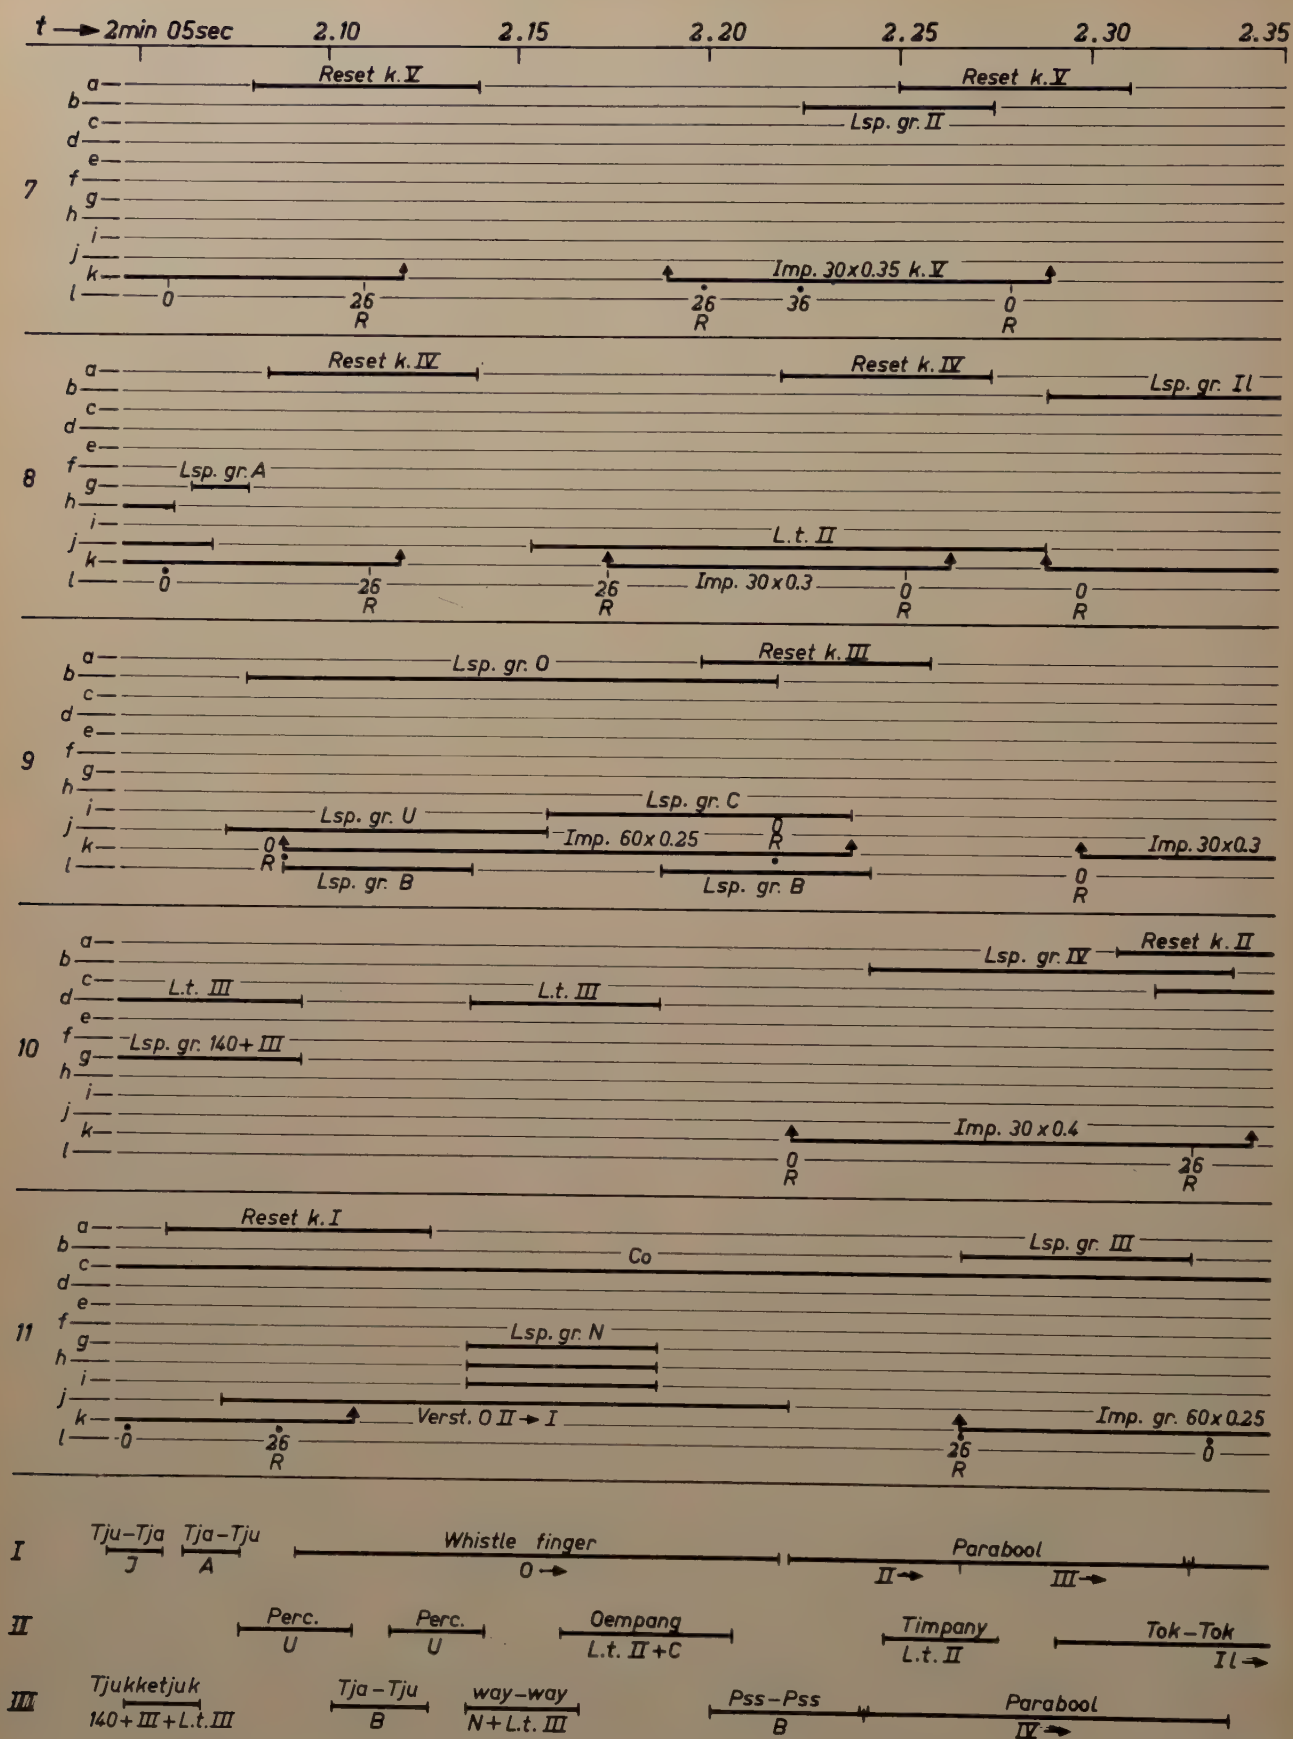 t → 2min 05sec 2.10 2.15 2.20 2.25 2.30 2.35
7
a Reset k. V Reset k. V
b
c Lsp. gr. II
d
e
f
g
h
i
j
k Imp. 30x0.35 k. V
l 0 26 26 36 0
R R R
8
a Reset k. IV Reset k. IV
b Lsp. gr. Il
c
d
e
f Lsp. gr. A
g
h
i
j L.t. II
k
l 0 26 26 Imp. 30x0.3 0 0
R R R R
9
a Lsp. gr. O Reset k. III
b
c
d
e
f
g
h
i Lsp. gr. U Lsp. gr. C
j 0
k 0 Imp. 60x0.25 R Imp. 30x0.3
l R Lsp. gr. B Lsp. gr. B 0
R
10
a Reset k. II
b Lsp. gr. IV
c L.t. III L.t. III
d
e
f Lsp. gr. 140+III
g
h
i
j
k Imp. 30x0.4
l 0 26
R R
11
a Reset k. I
b Co Lsp. gr. III
c
d
e
f
g Lsp. gr. N
h
i
j
k Verst. O II → I Imp. gr. 60x0.25
l 0 26 26 0
R R
I Tju-Tja Tja-Tju Whistle finger Parabool
J A O → II → III →
II Perc. Perc. Oempang Timpany Tok-Tok
U U L.t. II+C L.t. II Il →
III Tjukketjuk Tja-Tju way-way Pss-Pss Parabool
140+III+L.t.III B N+L.t. III B IV →